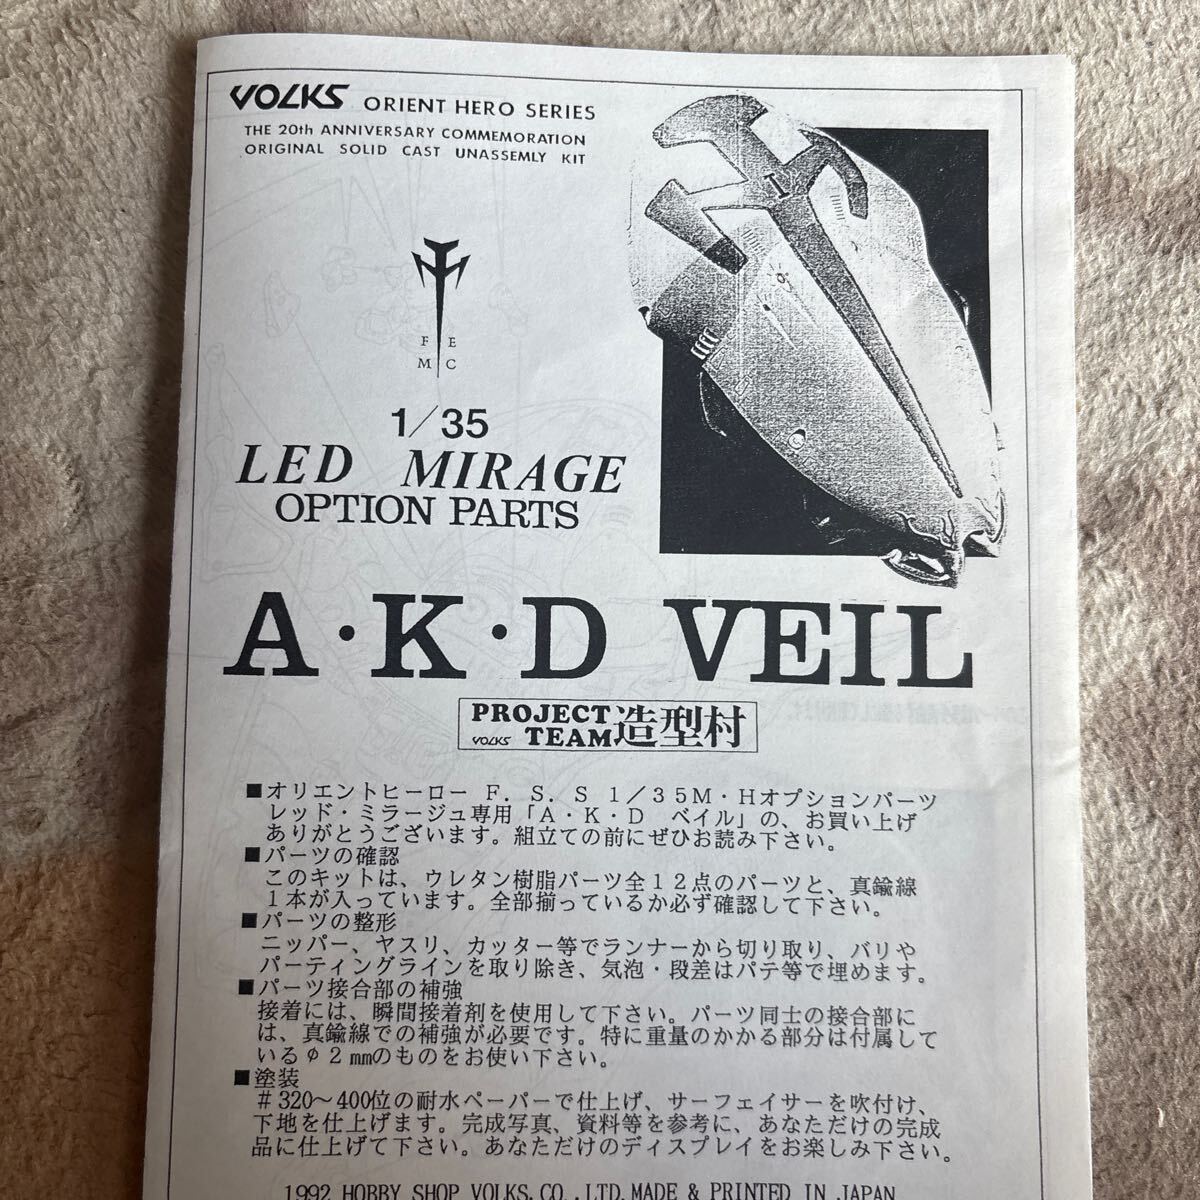 VOLKS ORIENT HERO SERIES
THE 20th ANNIVERSARY COMMEMORATION
ORIGINAL SOLID CAST UNASSEMLY KIT
F E
M C
1/35
LED MIRAGE
OPTION PARTS
A・K・D VEIL
PROJECT
VOLKS TEAM 造型村
■オリエントヒーロー F．S．S 1／35M・Hオプションパーツ
レッド・ミラージュ専用「A・K・D ベイル」の、お買い上げ
ありがとうございます。組立ての前にぜひお読み下さい。
■パーツの確認
このキットは、ウレタン樹脂パーツ全12点のパーツと、真鍮線
1本が入っています。全部揃っているか必ず確認して下さい。
■パーツの整形
ニッパー、ヤスリ、カッター等でランナーから切り取り、バリや
パーティングラインを取り除き、気泡・段差はパテ等で埋めます。
■パーツ接合部の補強
接着には、瞬間接着剤を使用して下さい。パーツ同士の接合部に
は、真鍮線での補強が必要です。特に重量のかかる部分は付属して
いるφ2㎜のものをお使い下さい。
■塗装
＃320〜400位の耐水ペーパーで仕上げ、サーフェイサーを吹付け、
下地を仕上げます。完成写真、資料等を参考に、あなただけの完成
品に仕上げて下さい。あなただけのディスプレイをお楽しみ下さい。
1992 HOBBY SHOP VOLKS.CO.,LTD.MADE & PRINTED IN JAPAN